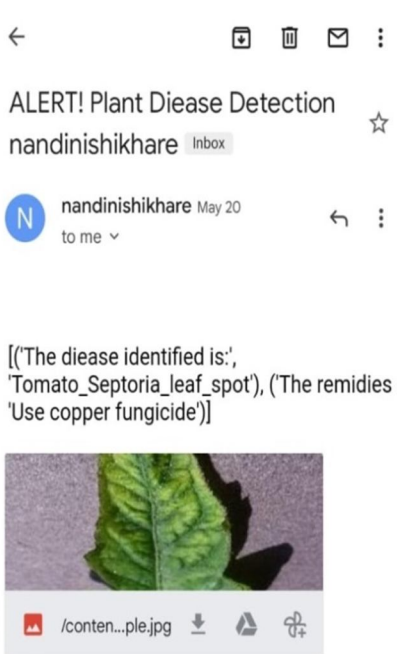 ALERT! Plant Diease Detection
nandinishikhare Inbox
N
nandinishikhare May 20
to me
[('The diease identified is:',
'Tomato_Septoria_leaf_spot'), ('The remidies
'Use copper fungicide')]
/conten...ple.jpg